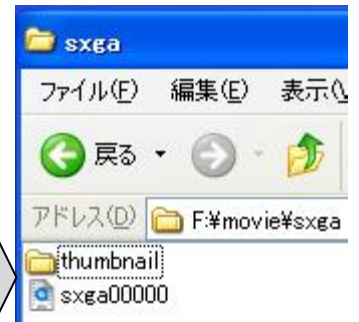 sxga
ファイル(F) 編集(E) 表示(V
戻る
アドレス(D) F:¥movie¥sxga
thumbnail
sxga00000